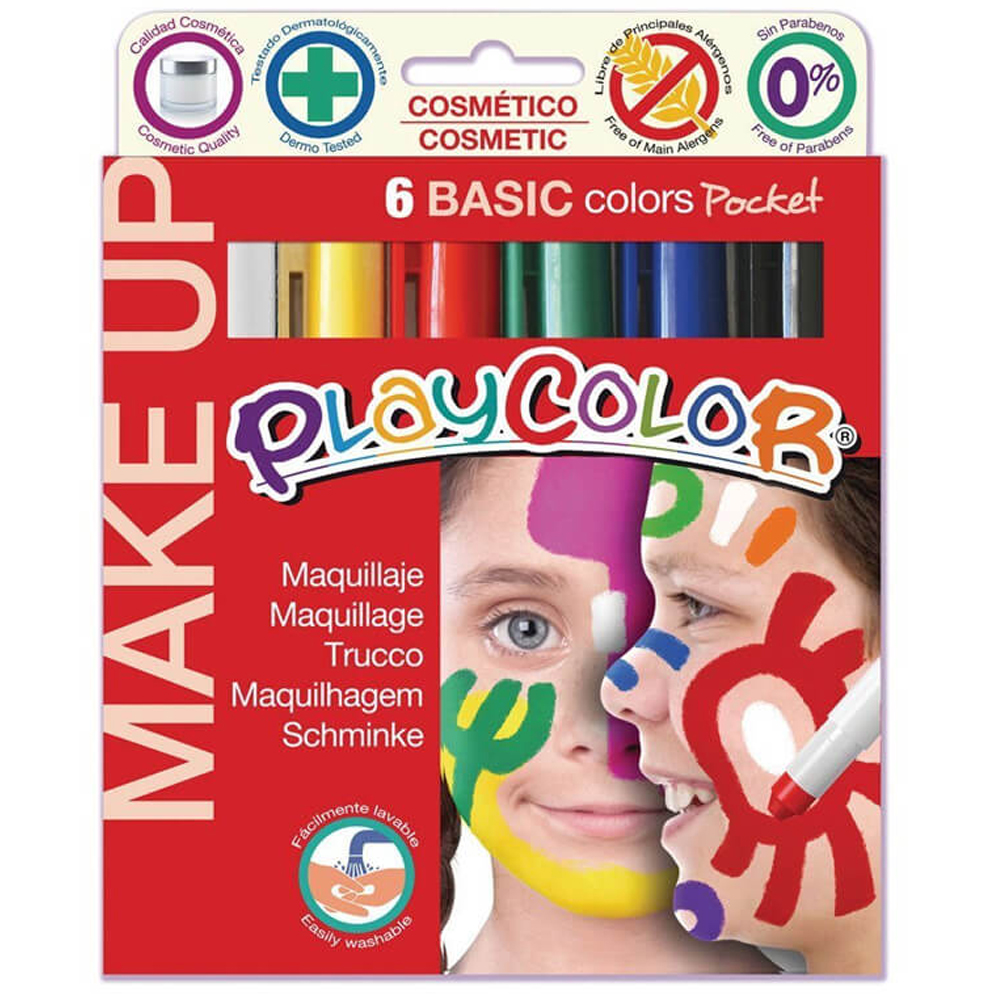 Calidad Cosmética
Cosmetic Quality
Testado Dermatológicamente
Dermo Tested
COSMÉTICO
COSMETIC
Libre de Principales Alérgenos
Free of Main Alergens
Sin Parabenos
0%
Free of Parabens
6 BASIC colors Pocket
MAKE UP
PLAYCOLOR®
Maquillaje
Maquillage
Trucco
Maquilhagem
Schminke
Fácilmente lavable
Easily washable